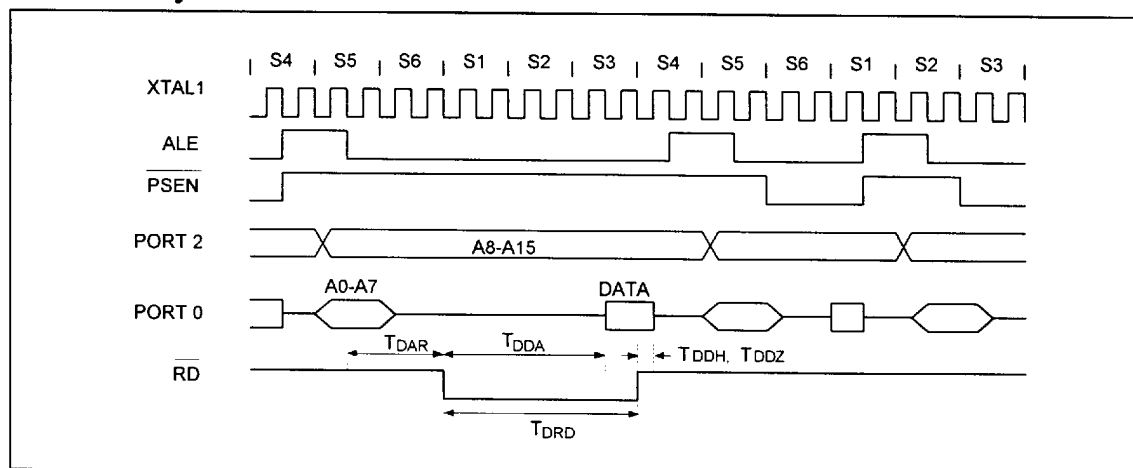 S4 S5 S6 S1 S2 S3 S4 S5 S6 S1 S2 S3
XTAL1
ALE
PSEN
PORT 2
A8-A15
A0-A7
DATA
PORT 0
TDAR
TDDA
TDDH, TDDZ
RD
TDRD